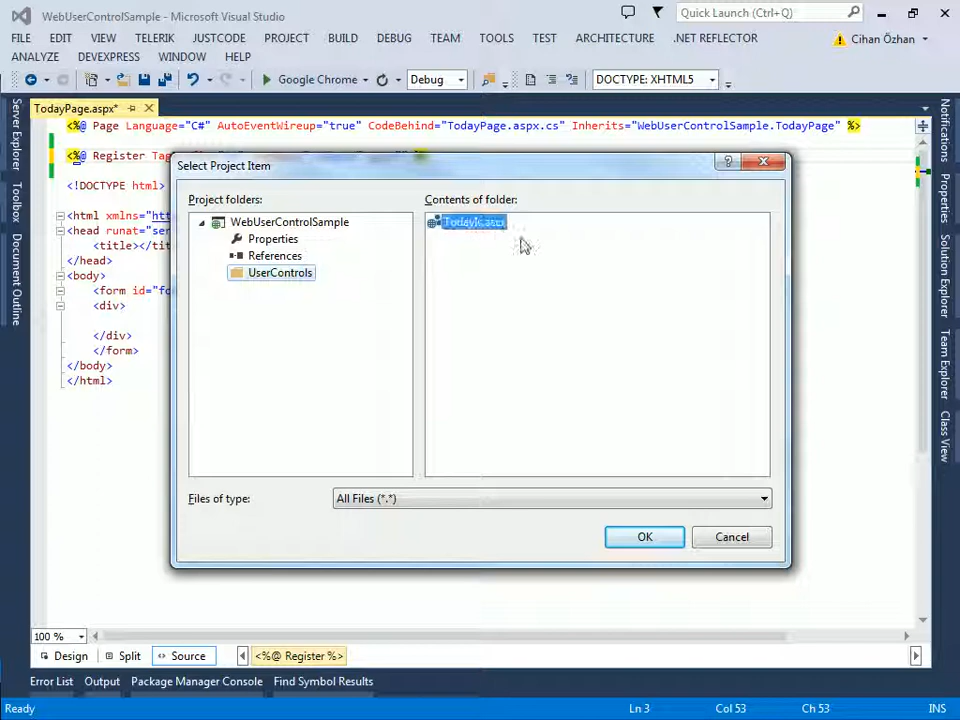 WebUserControlSample - Microsoft Visual Studio
Quick Launch (Ctrl+Q)
FILE EDIT VIEW TELERIK JUSTCODE PROJECT BUILD DEBUG TEAM TOOLS TEST ARCHITECTURE .NET REFLECTOR
Cihan Özhan
ANALYZE DEVEXPRESS WINDOW HELP
Google Chrome Debug DOCTYPE: XHTML5
TodayPage.aspx*
<%@ Page Language="C#" AutoEventWireup="true" CodeBehind="TodayPage.aspx.cs" Inherits="WebUserControlSample.TodayPage" %>
<%@ Register
<!DOCTYPE html>
<html xmlns="
<head runat="
<title></
</head>
<body>
<form id="
<div>
</div>
</form>
</body>
</html>
Server Explorer
Toolbox
Document Outline
Select Project Item
Project folders:
WebUserControlSample
Properties
References
UserControls
Contents of folder:
Files of type:
All Files (*.*)
OK
Cancel
Notifications
Properties
Solution Explorer
Team Explorer
Class View
100 %
Design Split Source <%@ Register %>
Error List Output Package Manager Console Find Symbol Results
Ready Ln 3 Col 53 Ch 53 INS